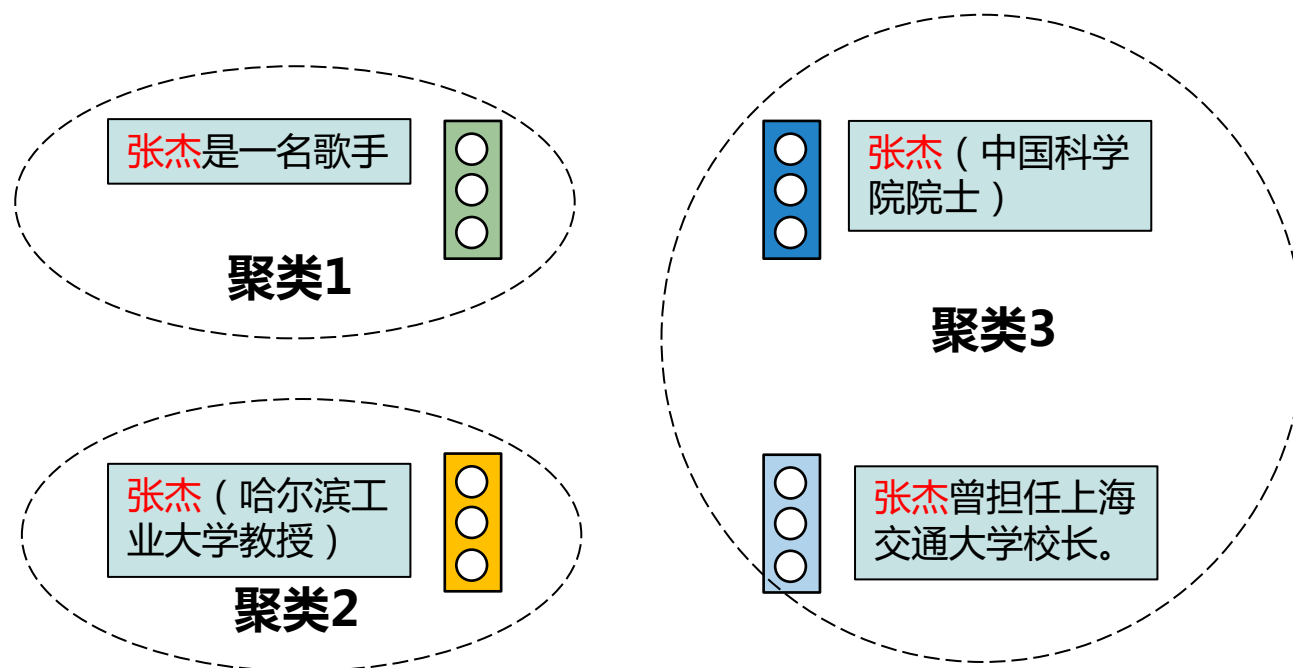 张杰是一名歌手
聚类1
张杰（哈尔滨工
业大学教授）
聚类2
张杰（中国科学
院院士）
聚类3
张杰曾担任上海
交通大学校长。